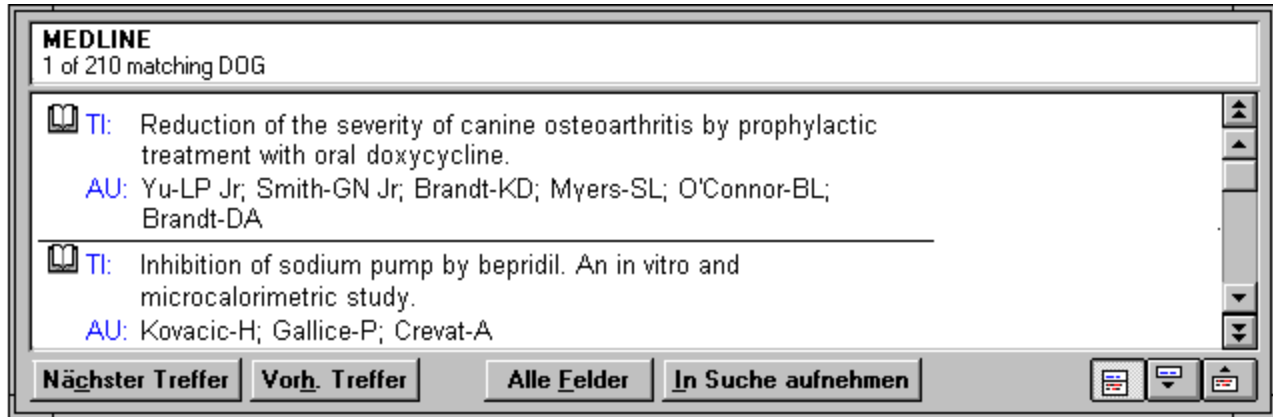 MEDLINE
1 of 210 matching DOG
TI: Reduction of the severity of canine osteoarthritis by prophylactic
treatment with oral doxycycline.
AU: Yu-LP Jr; Smith-GN Jr; Brandt-KD; Myers-SL; O'Connor-BL;
Brandt-DA
TI: Inhibition of sodium pump by bepridil. An in vitro and
microcalorimetric study.
AU: Kovacic-H; Gallice-P; Crevat-A
Nächster Treffer Vorh. Treffer Alle Felder In Suche aufnehmen